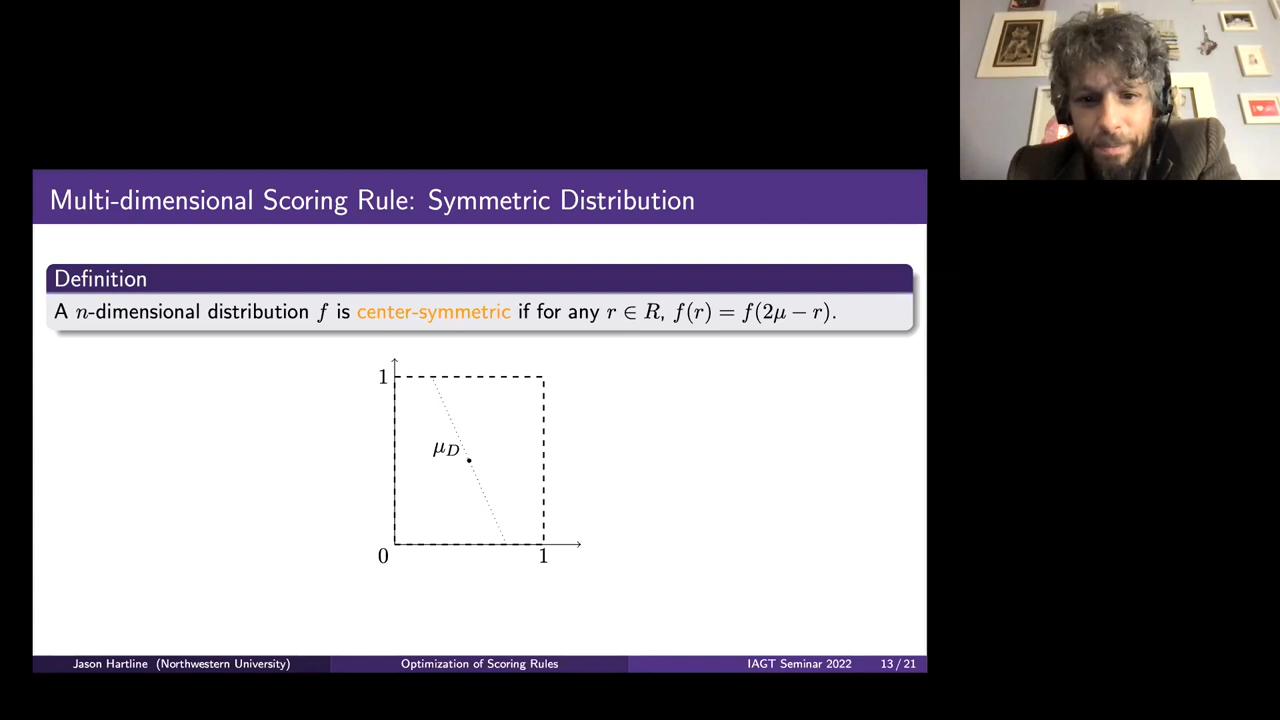 Multi-dimensional Scoring Rule: Symmetric Distribution
Definition
A n-dimensional distribution f is center-symmetric if for any r ∈ R, f(r) = f(2μ − r).
1
μD
0
1
Jason Hartline (Northwestern University)
Optimization of Scoring Rules
IAGT Seminar 2022
13 / 21